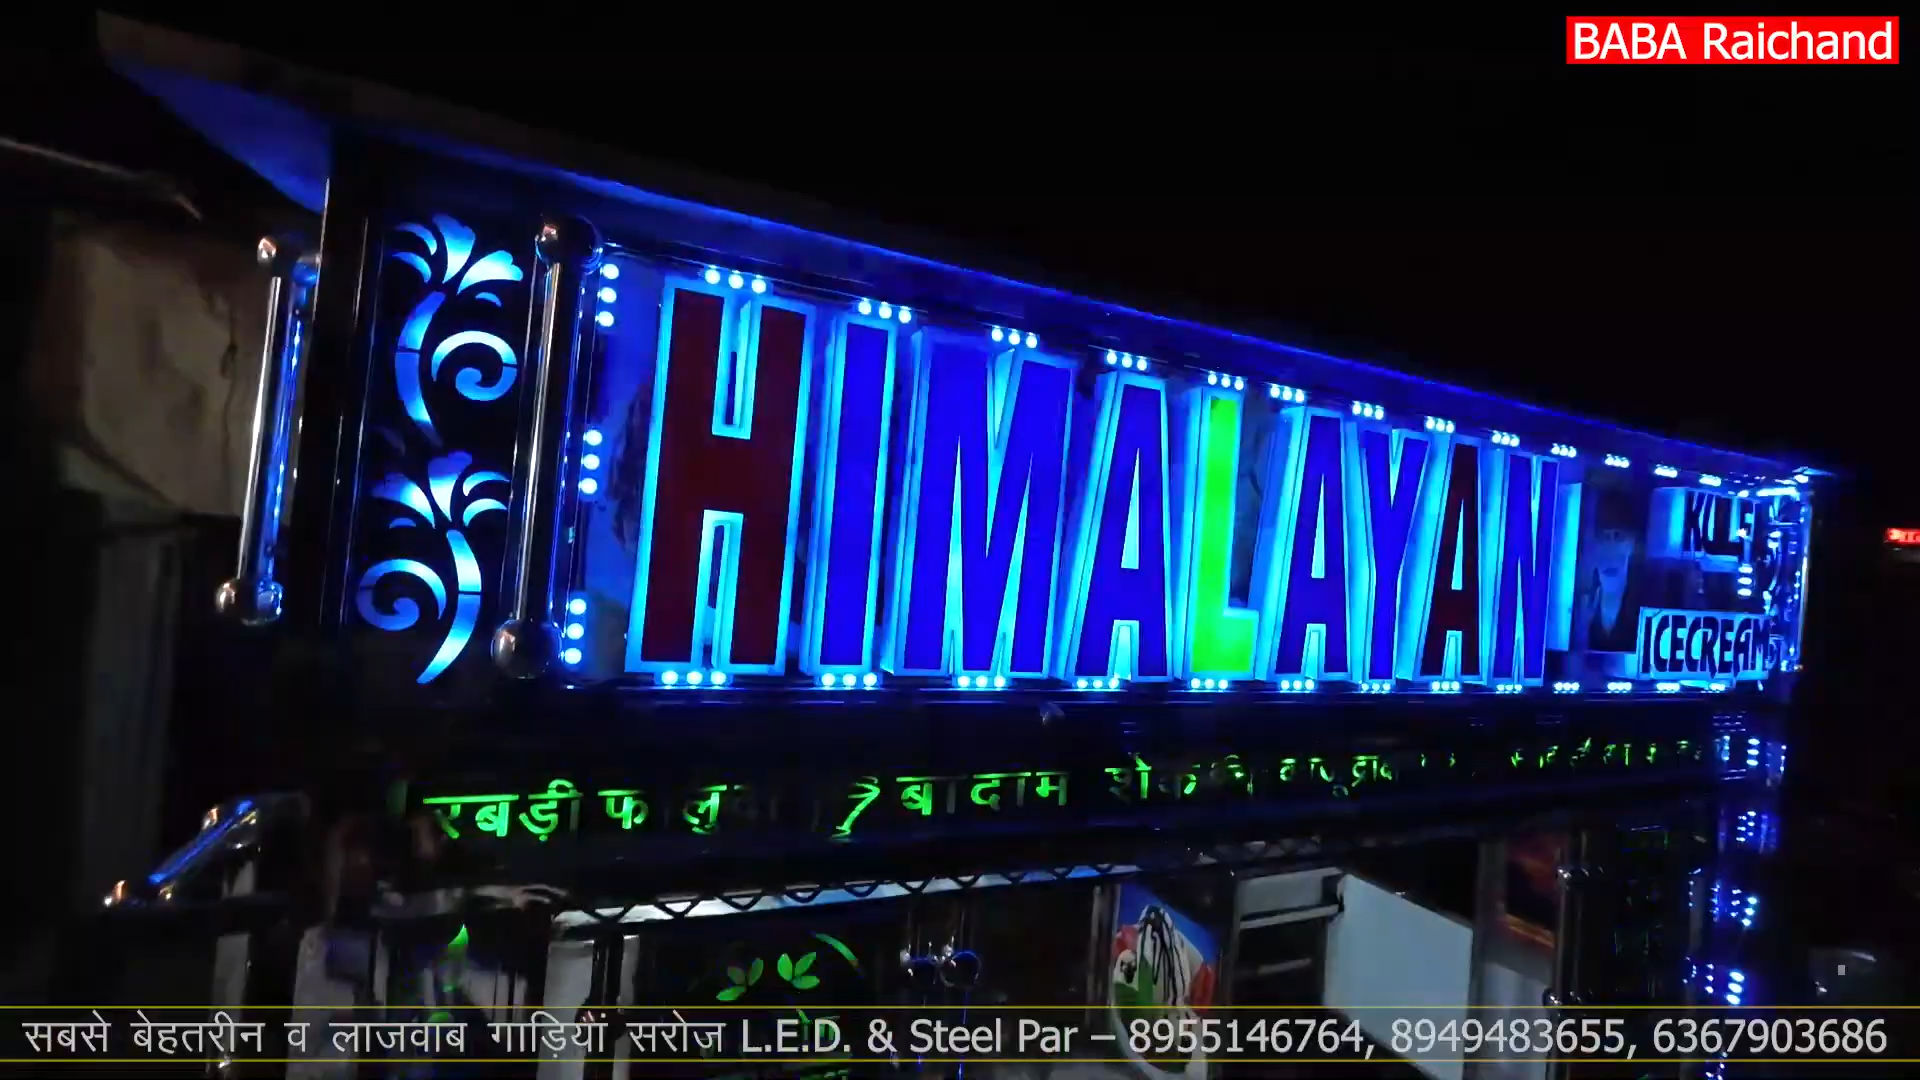 BABA Raichand
HIMALAYAN
ICECREAM
रबड़ी फालुदा बादाम शेक
सबसे बेहतरीन व लाजवाब गाड़ियां सरोज L.E.D. & Steel Par – 8955146764, 8949483655, 6367903686